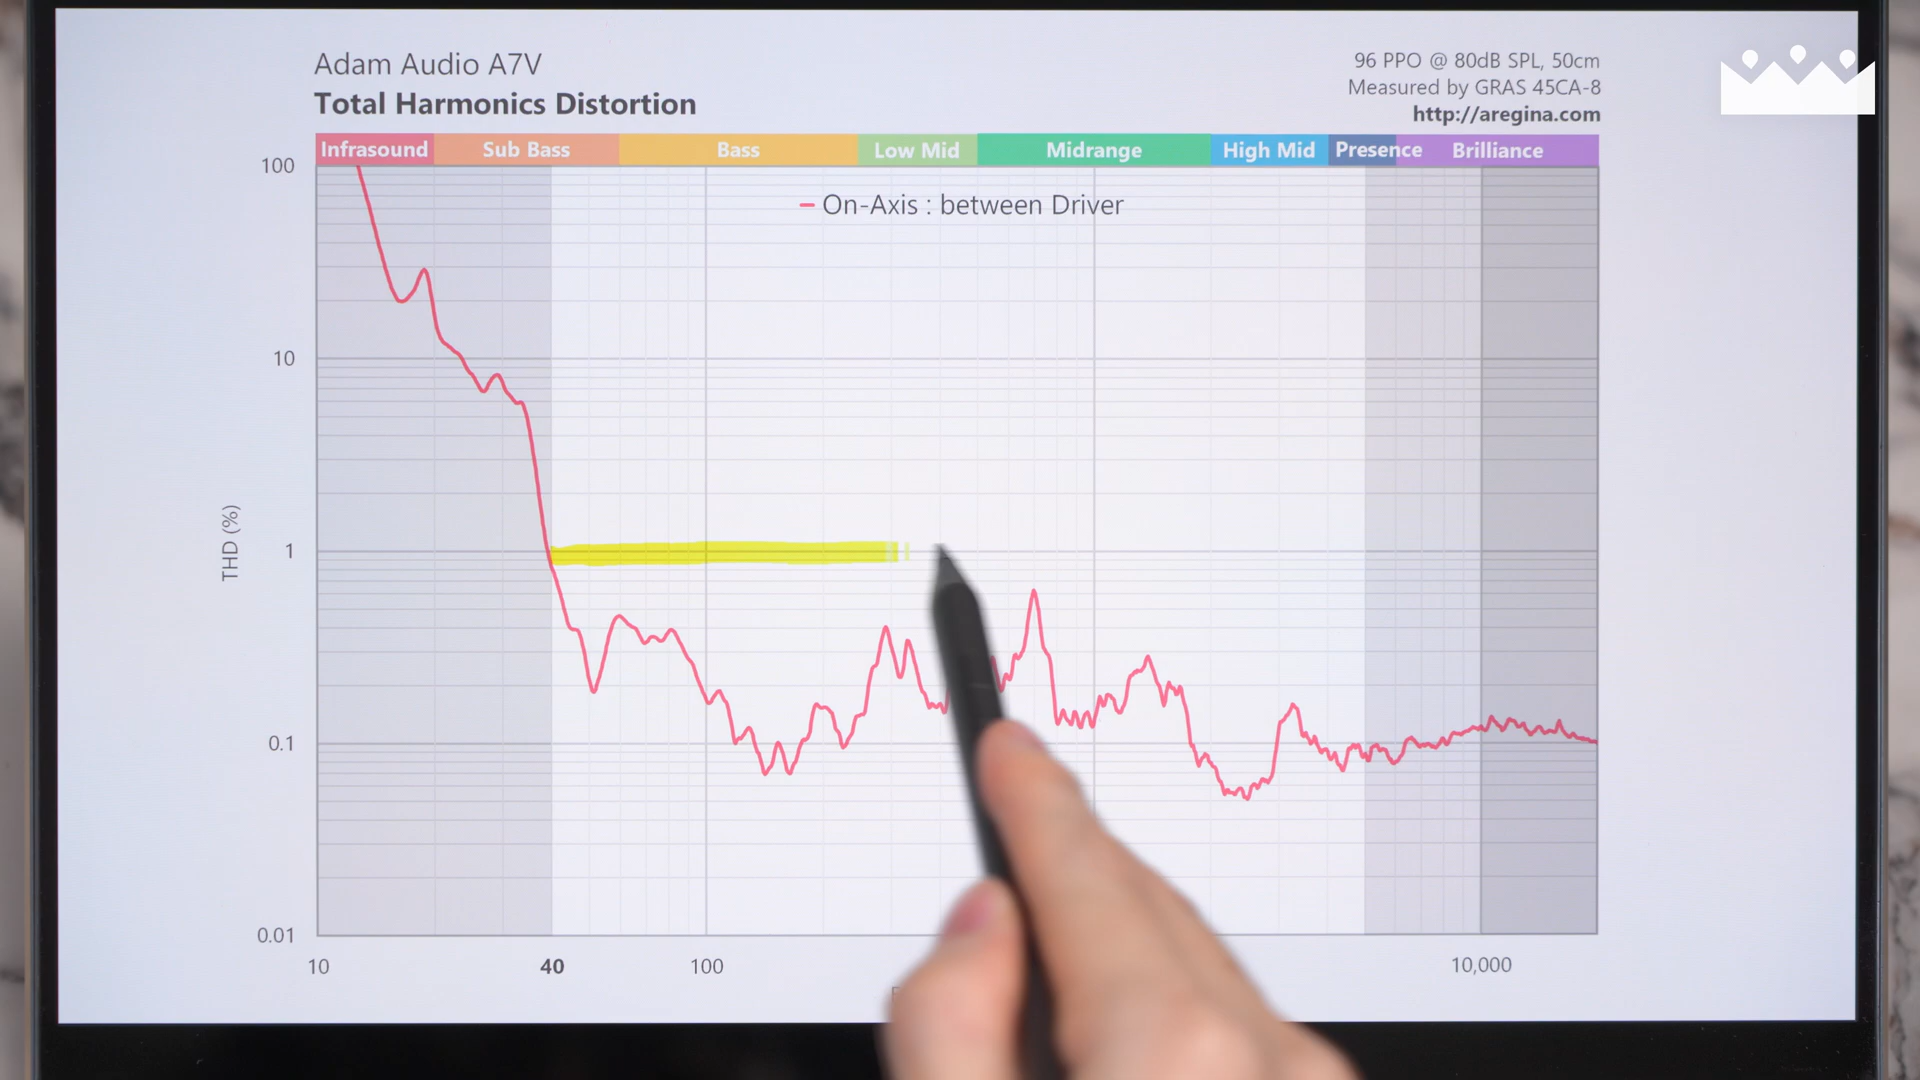 Adam Audio A7V
Total Harmonics Distortion
96 PPO @ 80dB SPL, 50cm
Measured by GRAS 45CA-8
http://aregina.com
Infrasound Sub Bass Bass Low Mid Midrange High Mid Presence Brilliance
On-Axis : between Driver
THD (%)
100
10
1
0.1
0.01
10 40 100 10,000